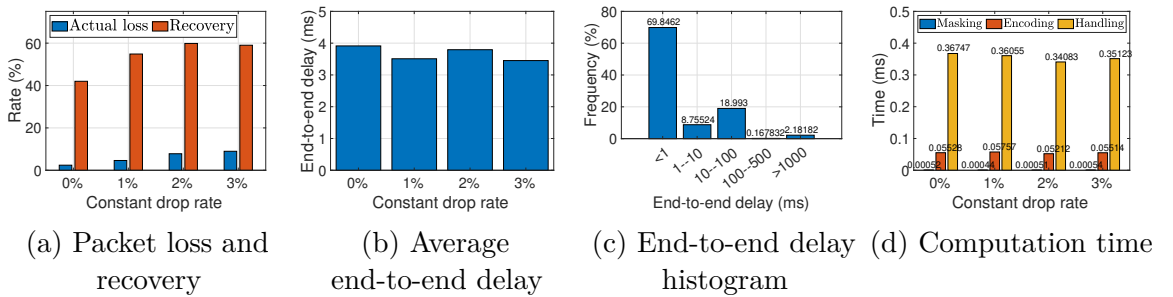 Actual loss Recovery
Rate (%)
60
40
20
0
0% 1% 2% 3%
Constant drop rate
(a) Packet loss and
recovery
End-to-end delay (ms)
5
4
3
2
1
0
0% 1% 2% 3%
Constant drop rate
(b) Average
end-to-end delay
Frequency (%)
80
60
40
20
0
69.8462
8.75524
18.993
0.167832
2.18182
<1
1--10
10--100
100--500
>1000
End-to-end delay (ms)
(c) End-to-end delay
histogram
Masking Encoding Handling
Time (ms)
0.5
0.4
0.3
0.2
0.1
0
0.36747 0.36055 0.34083 0.35123
0.05528 0.05757 0.05212 0.05514
0.00052 0.00044 0.00051 0.00054
0% 1% 2% 3%
Constant drop rate
(d) Computation time